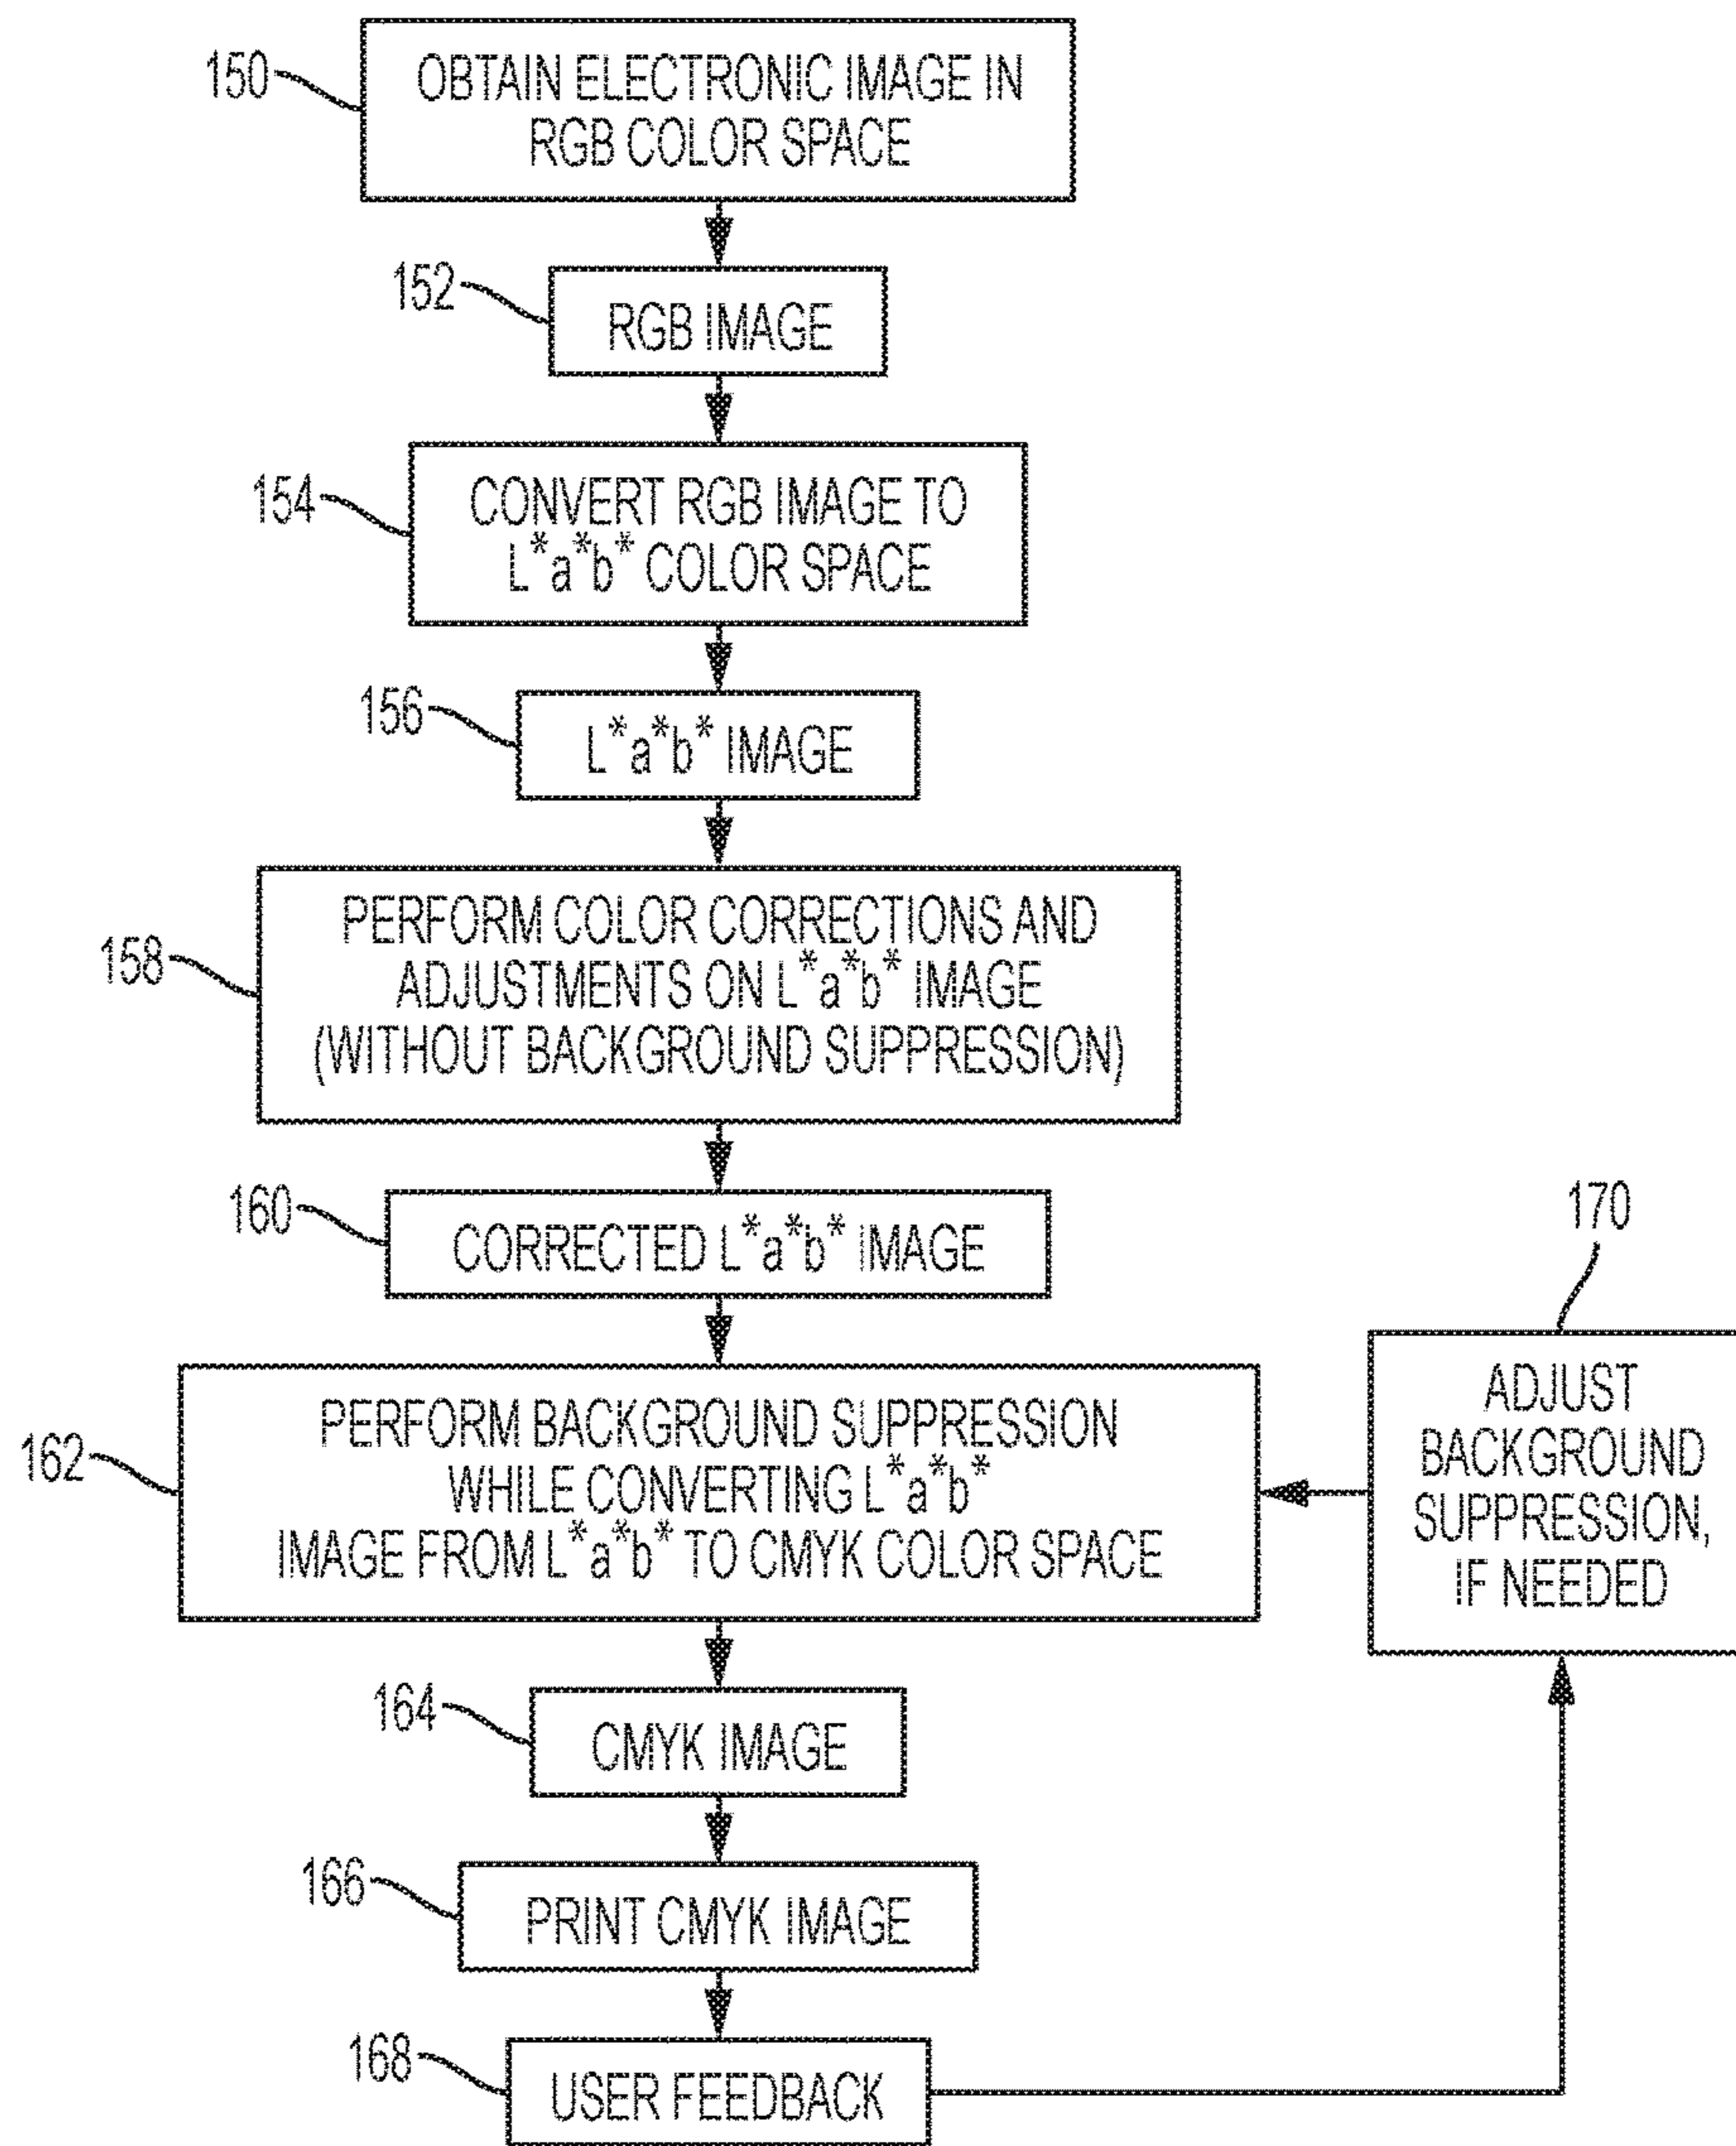 150
OBTAIN ELECTRONIC IMAGE IN
RGB COLOR SPACE
152
RGB IMAGE
154
CONVERT RGB IMAGE TO
L*a*b* COLOR SPACE
156
L*a*b* IMAGE
158
PERFORM COLOR CORRECTIONS AND
ADJUSTMENTS ON L*a*b* IMAGE
(WITHOUT BACKGROUND SUPPRESSION)
160
CORRECTED L*a*b* IMAGE
162
PERFORM BACKGROUND SUPPRESSION
WHILE CONVERTING L*a*b*
IMAGE FROM L*a*b* TO CMYK COLOR SPACE
170
ADJUST
BACKGROUND
SUPPRESSION,
IF NEEDED
164
CMYK IMAGE
166
PRINT CMYK IMAGE
168
USER FEEDBACK